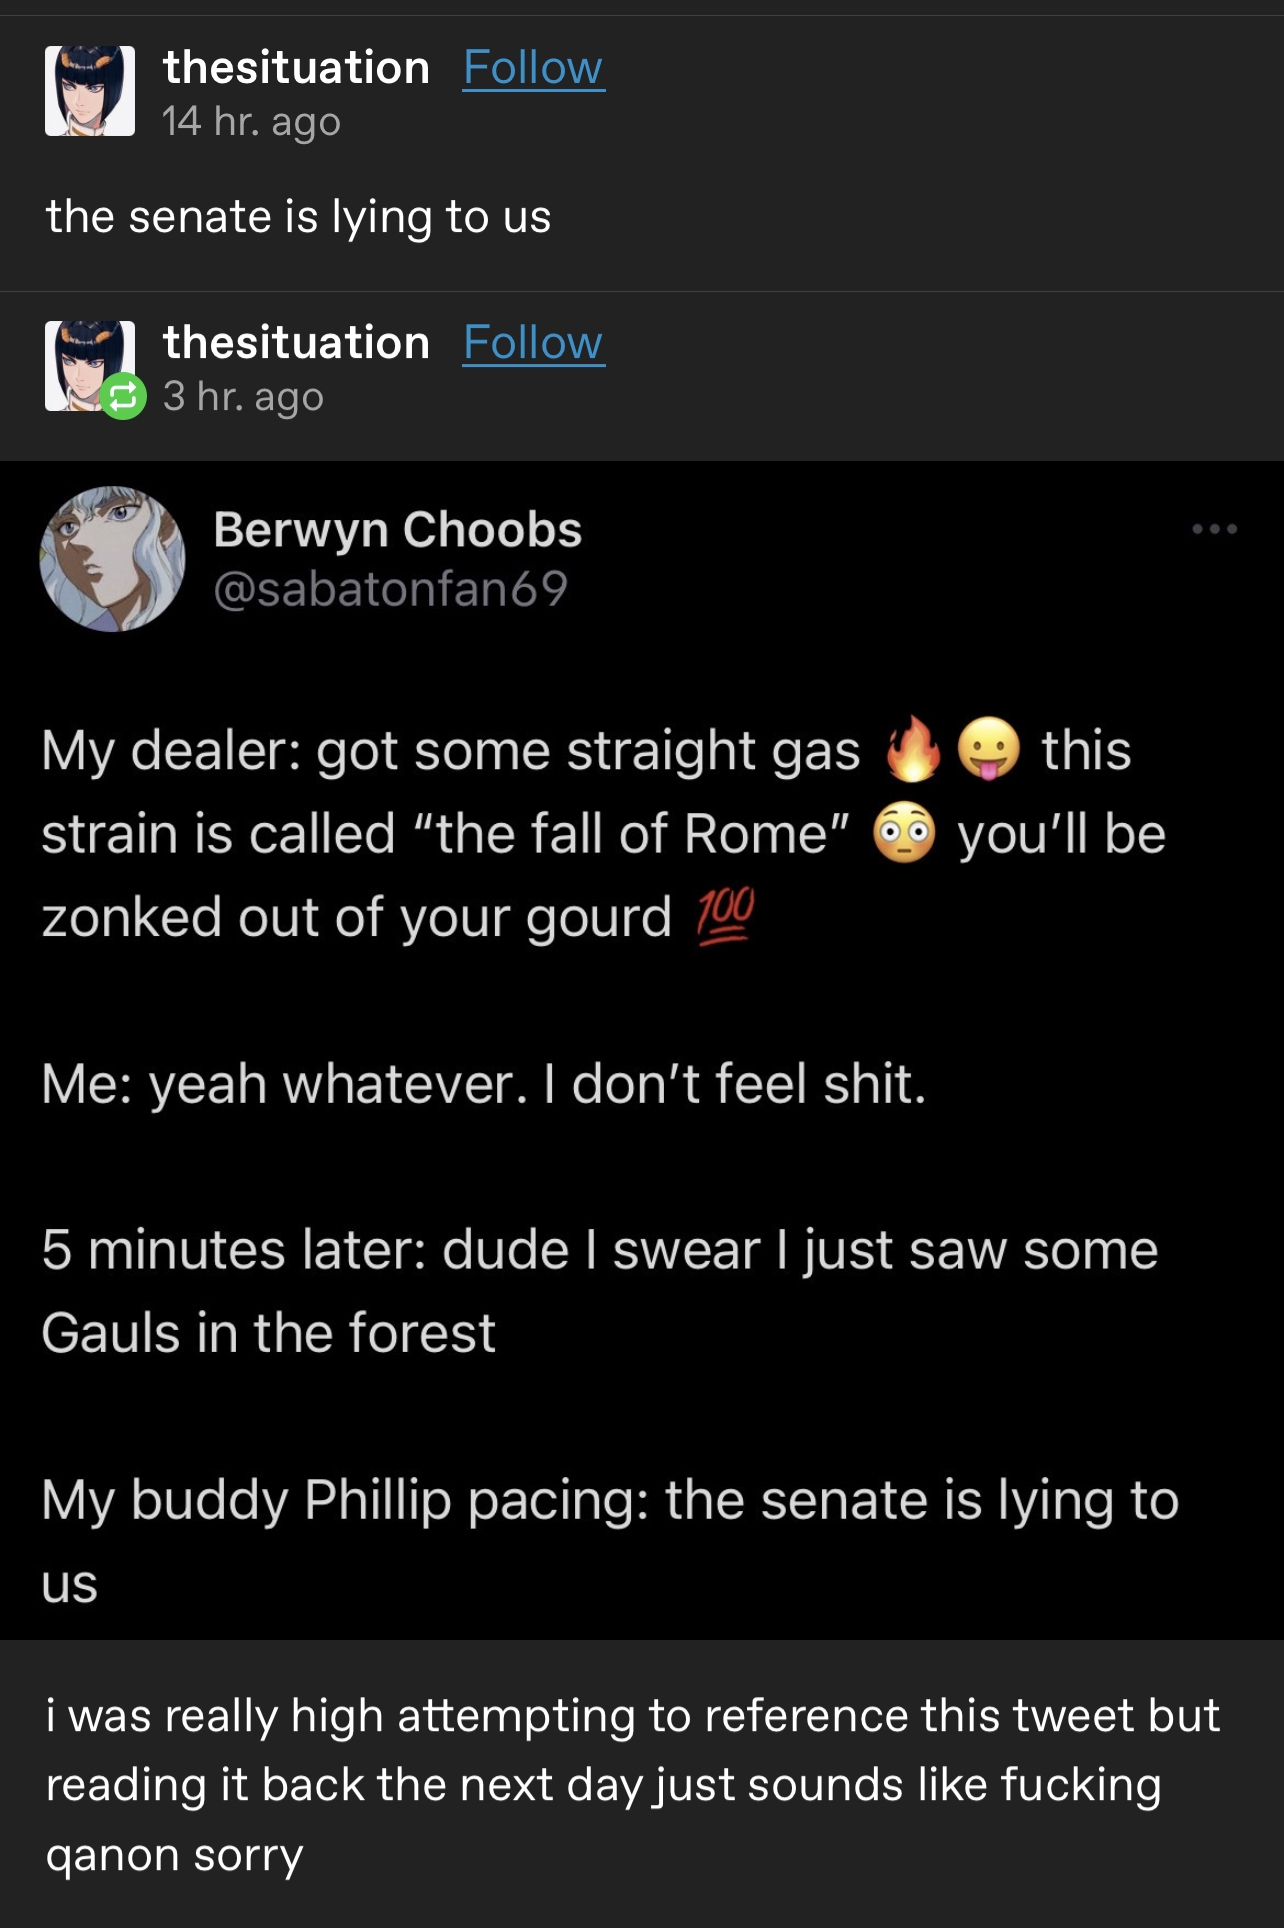 thesituation Follow
14 hr. ago
the senate is lying to us
thesituation Follow
3 hr. ago
Berwyn Choobs
@sabatonfan69
My dealer: got some straight gas 🔥😛 this
strain is called “the fall of Rome” 😳 you’ll be
zonked out of your gourd 💯
Me: yeah whatever. I don’t feel shit.
5 minutes later: dude I swear I just saw some
Gauls in the forest
My buddy Phillip pacing: the senate is lying to
us
i was really high attempting to reference this tweet but
reading it back the next day just sounds like fucking
qanon sorry